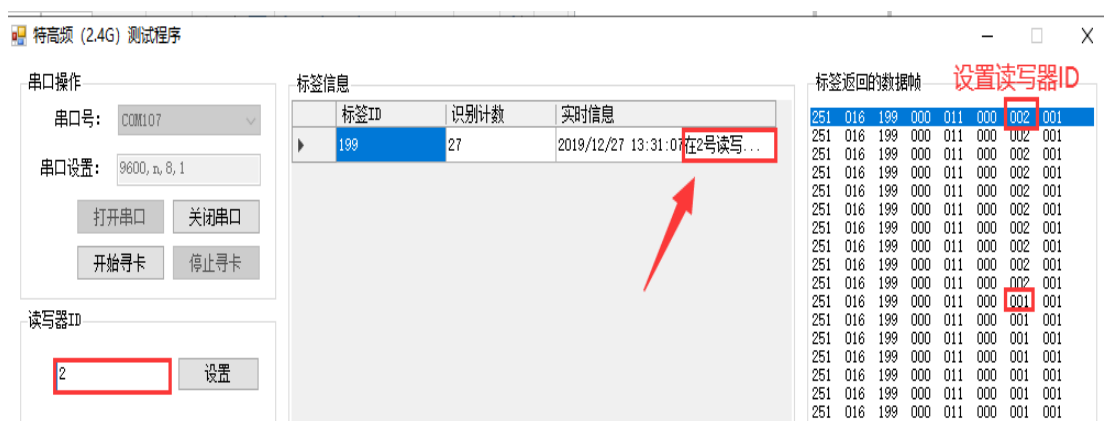 特高频 (2.4G) 测试程序
串口操作
串口号：
COM107
串口设置：
9600,n,8,1
打开串口
关闭串口
开始寻卡
停止寻卡
读写器ID
2
设置
标签信息
标签ID
识别计数
实时信息
199
27
2019/12/27 13:31:07在2号读写...
标签返回的数据帧
设置读写器ID
251 016 199 000 011 000 002 001
251 016 199 000 011 000 002 001
251 016 199 000 011 000 002 001
251 016 199 000 011 000 002 001
251 016 199 000 011 000 002 001
251 016 199 000 011 000 002 001
251 016 199 000 011 000 002 001
251 016 199 000 011 000 002 001
251 016 199 000 011 000 002 001
251 016 199 000 011 000 002 001
251 016 199 000 011 000 001 001
251 016 199 000 011 000 001 001
251 016 199 000 011 000 001 001
251 016 199 000 011 000 001 001
251 016 199 000 011 000 001 001
251 016 199 000 011 000 001 001
251 016 199 000 011 000 001 001